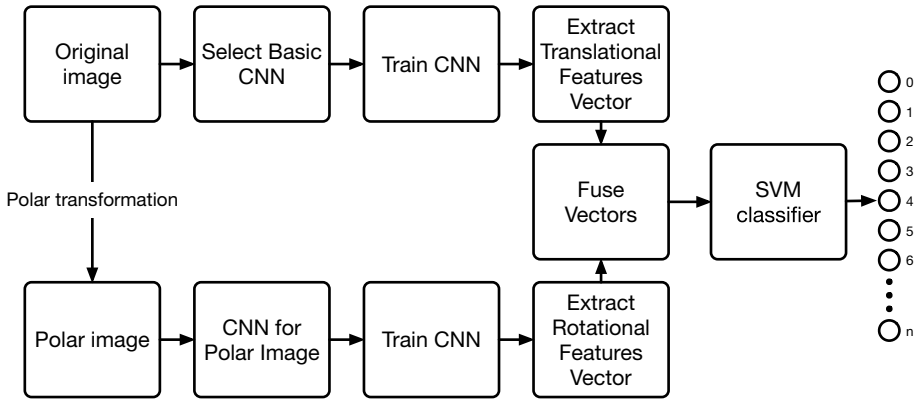 Original
image
Select Basic
CNN
Train CNN
Extract
Translational
Features
Vector
Polar transformation
Fuse
Vectors
SVM
classifier
0
1
2
3
4
5
6
n
Polar image
CNN for
Polar Image
Train CNN
Extract
Rotational
Features
Vector